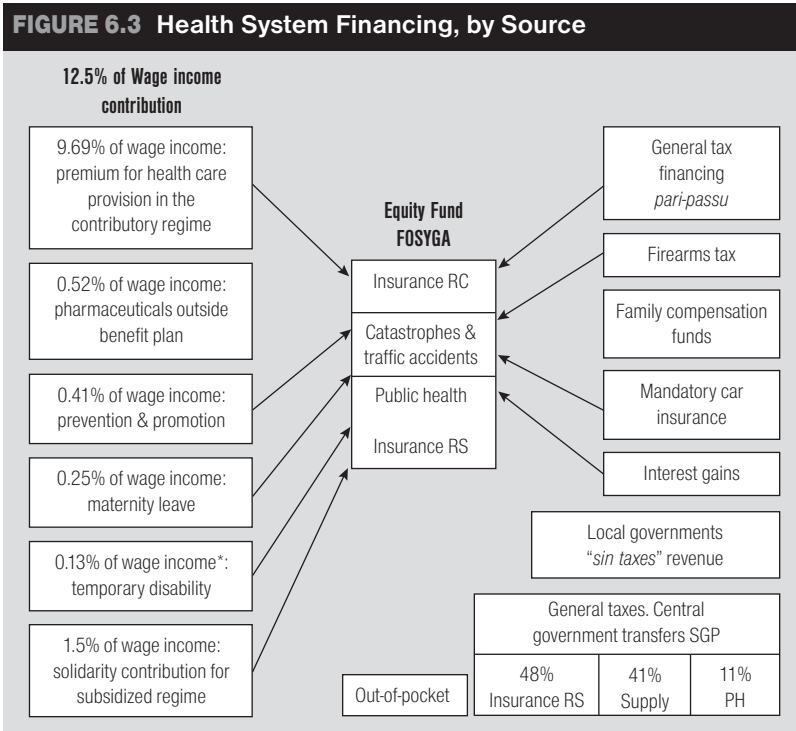 FIGURE 6.3 Health System Financing, by Source
12.5% of Wage income
contribution
9.69% of wage income:
premium for health care
provision in the
contributory regime
0.52% of wage income:
pharmaceuticals outside
benefit plan
0.41% of wage income:
prevention & promotion
0.25% of wage income:
maternity leave
0.13% of wage income*:
temporary disability
1.5% of wage income:
solidarity contribution for
subsidized regime
Equity Fund
FOSYGA
Insurance RC
Catastrophes &
traffic accidents
Public health
Insurance RS
General tax
financing
pari-passu
Firearms tax
Family compensation
funds
Mandatory car
insurance
Interest gains
Local governments
“sin taxes” revenue
General taxes. Central
government transfers SGP
48%
Insurance RS
41%
Supply
11%
PH
Out-of-pocket